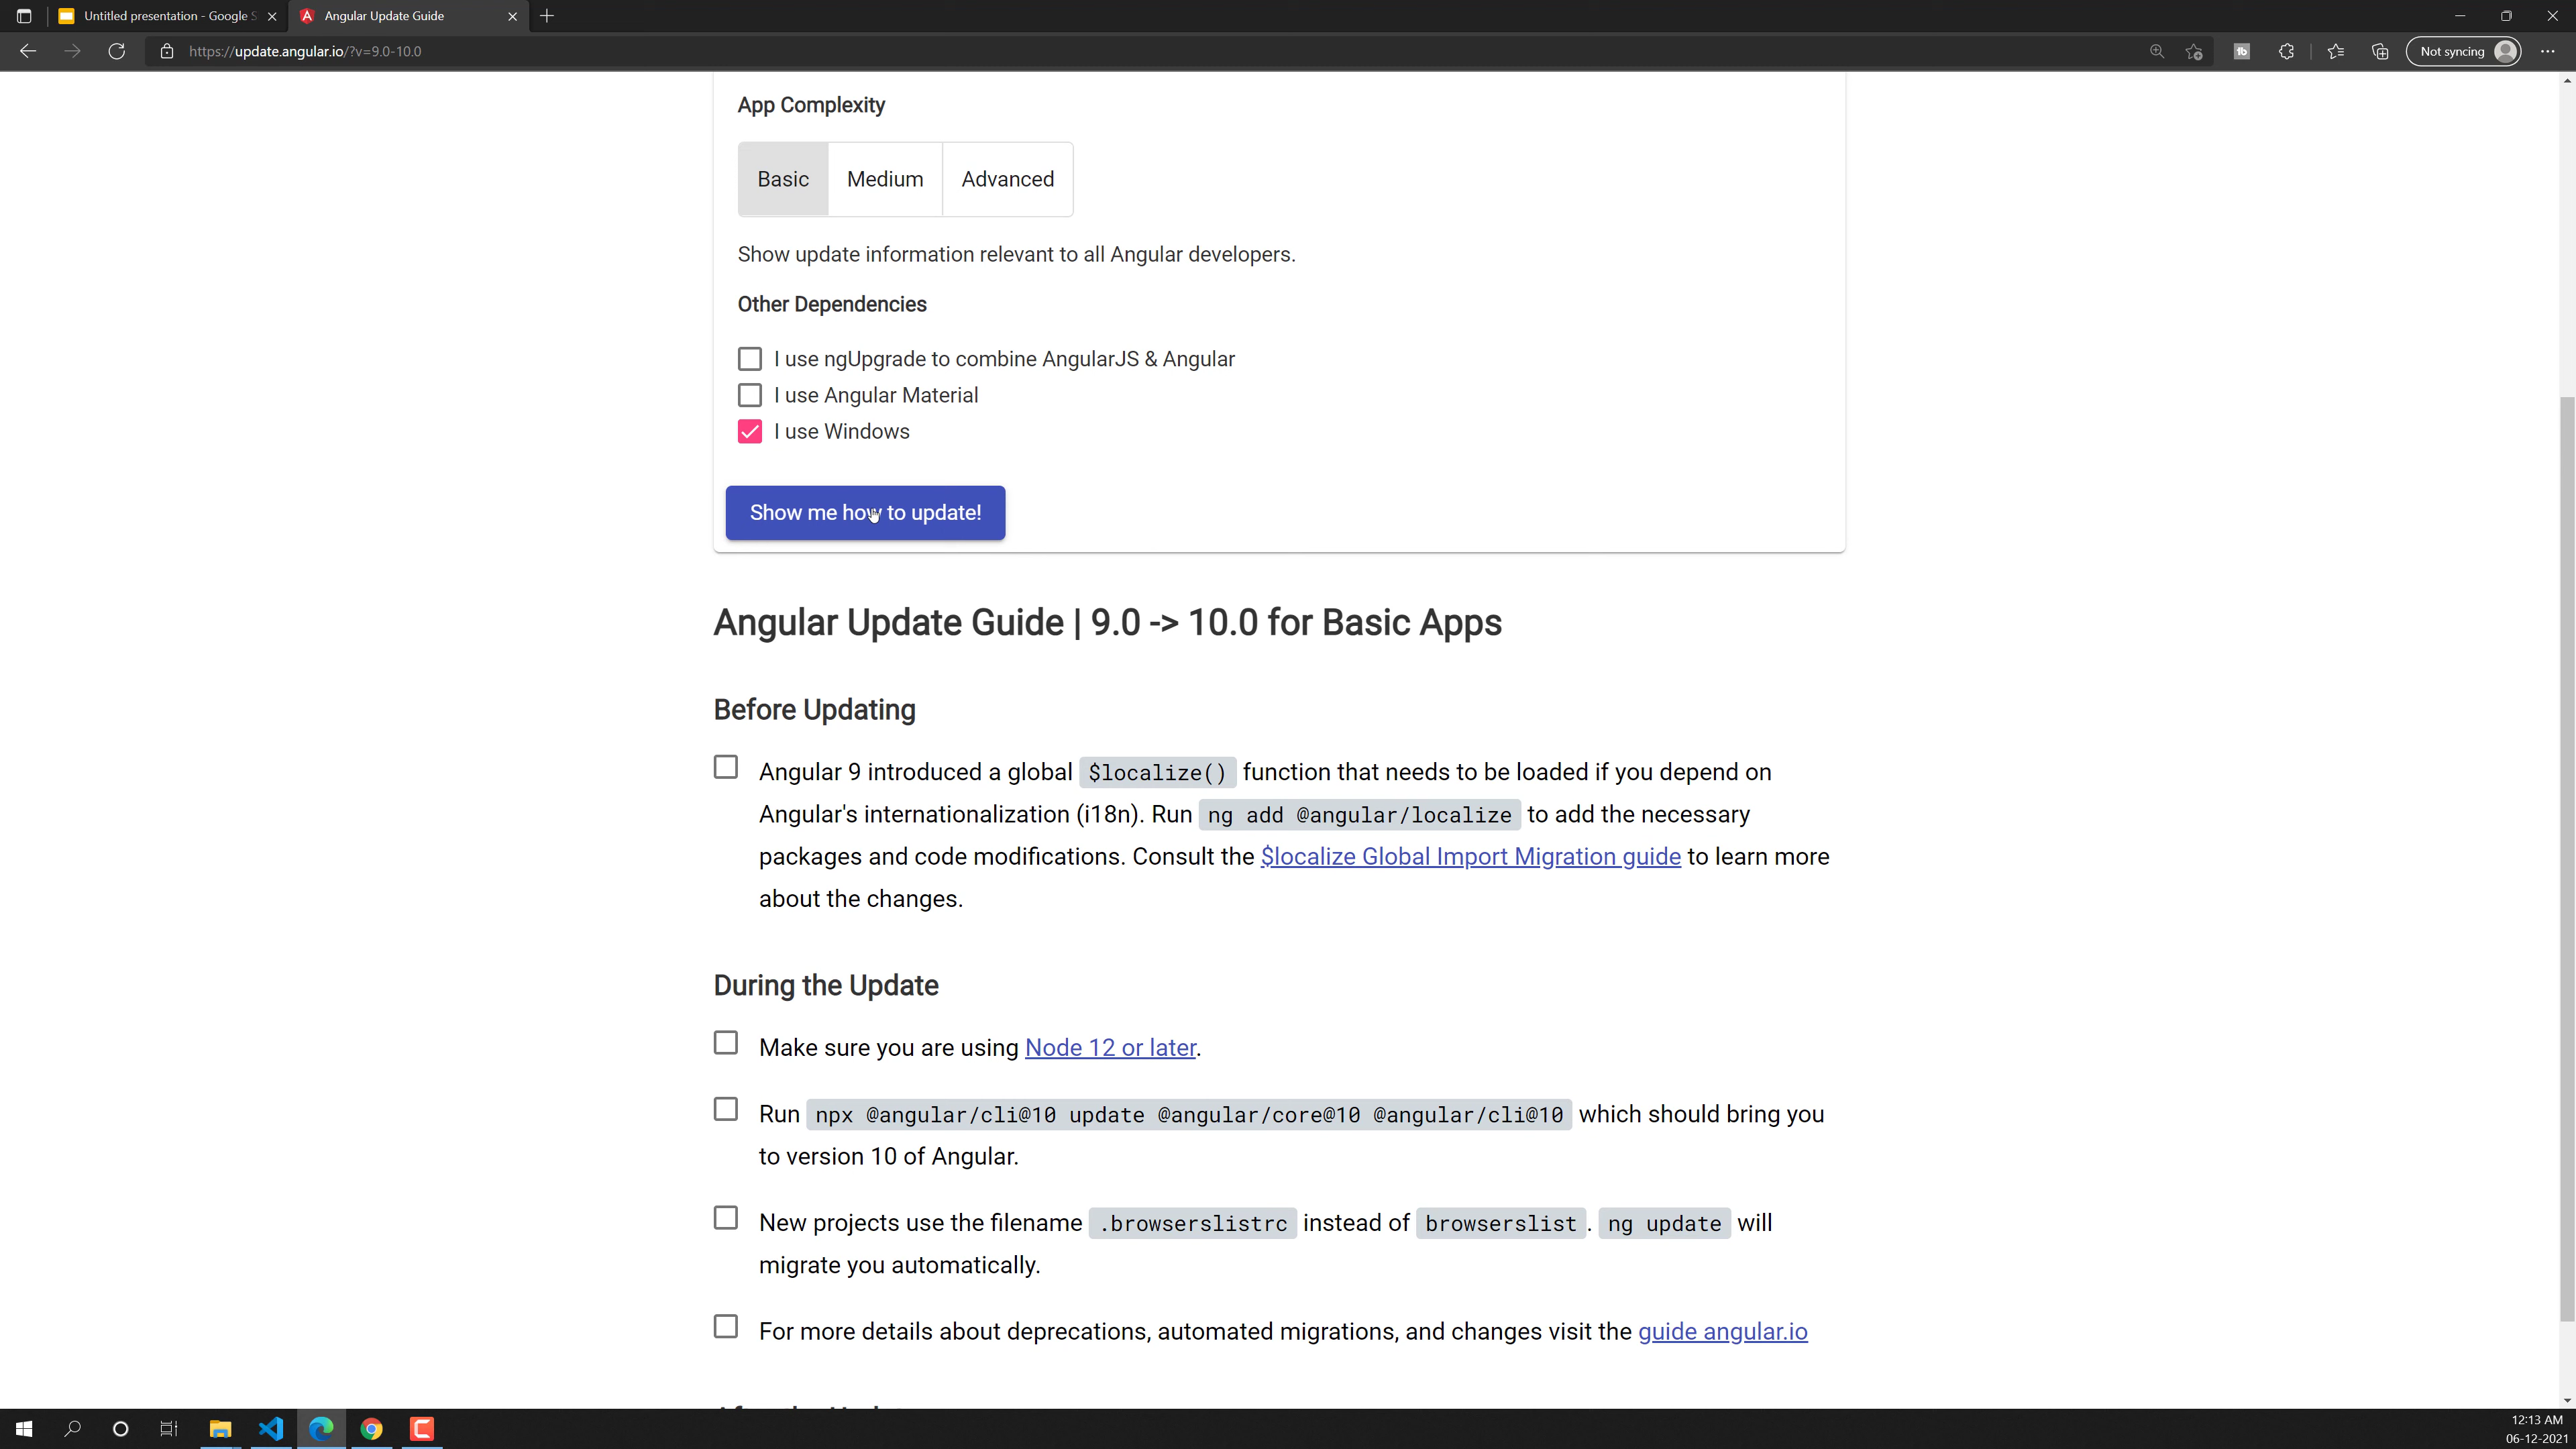 Untitled presentation - Google S
Angular Update Guide
https://update.angular.io/?v=9.0-10.0
Not syncing
App Complexity
Basic
Medium
Advanced
Show update information relevant to all Angular developers.
Other Dependencies
I use ngUpgrade to combine AngularJS & Angular
I use Angular Material
I use Windows
Show me how to update!
Angular Update Guide | 9.0 -> 10.0 for Basic Apps
Before Updating
Angular 9 introduced a global $localize() function that needs to be loaded if you depend on
Angular's internationalization (i18n). Run ng add @angular/localize to add the necessary
packages and code modifications. Consult the $localize Global Import Migration guide to learn more
about the changes.
During the Update
Make sure you are using Node 12 or later.
Run npx @angular/cli@10 update @angular/core@10 @angular/cli@10 which should bring you
to version 10 of Angular.
New projects use the filename .browserslistrc instead of browserslist. ng update will
migrate you automatically.
For more details about deprecations, automated migrations, and changes visit the guide angular.io
12:13 AM
06-12-2021